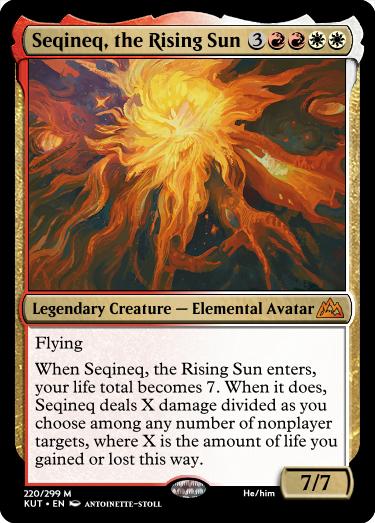 Seqineq, the Rising Sun 3
Legendary Creature — Elemental Avatar
Flying
When Seqineq, the Rising Sun enters,
your life total becomes 7. When it does,
Seqineq deals X damage divided as you
choose among any number of nonplayer
targets, where X is the amount of life you
gained or lost this way.
7/7
220/299 M He/him
KUT • EN ANTOINETTE-STOLL